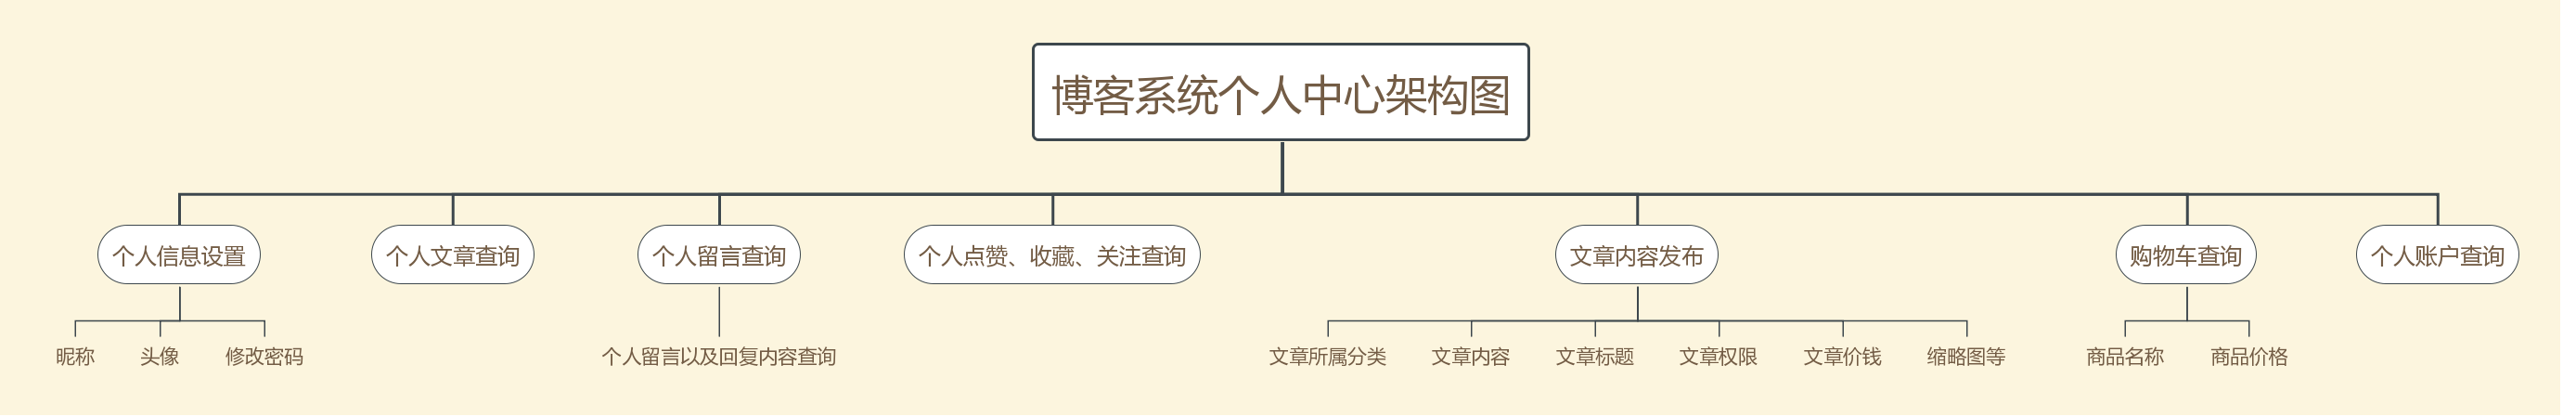 博客系统个人中心架构图
个人信息设置
个人文章查询
个人留言查询
个人点赞、收藏、关注查询
文章内容发布
购物车查询
个人账户查询
昵称
头像
修改密码
个人留言以及回复内容查询
文章所属分类
文章内容
文章标题
文章权限
文章价钱
缩略图等
商品名称
商品价格